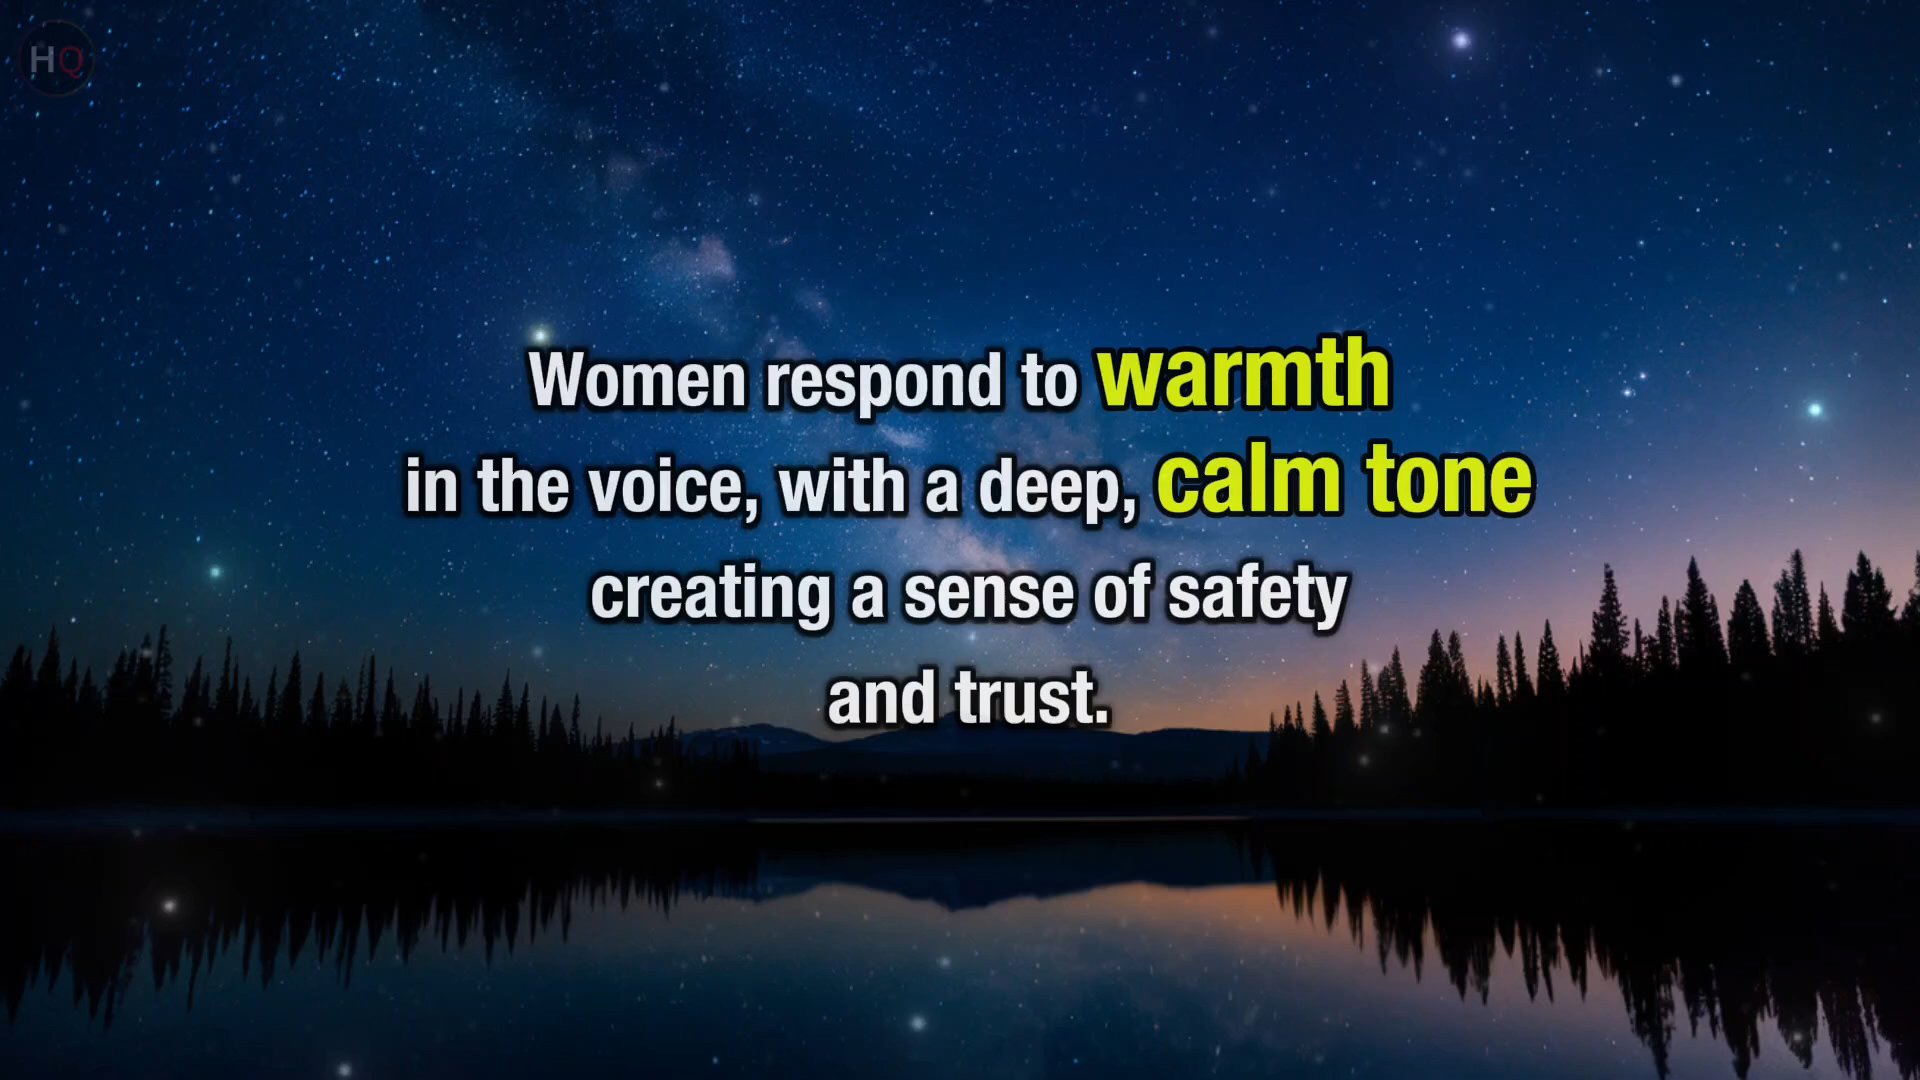 HQ
Women respond to warmth
in the voice, with a deep, calm tone
creating a sense of safety
and trust.